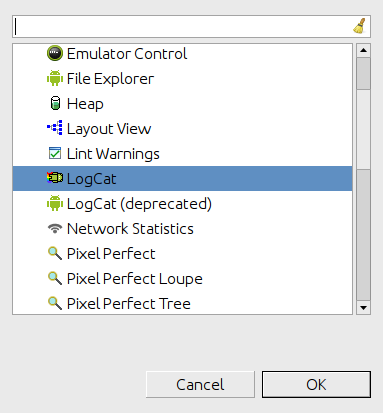 Emulator Control
File Explorer
Heap
Layout View
Lint Warnings
LogCat
LogCat (deprecated)
Network Statistics
Pixel Perfect
Pixel Perfect Loupe
Pixel Perfect Tree
Cancel
OK